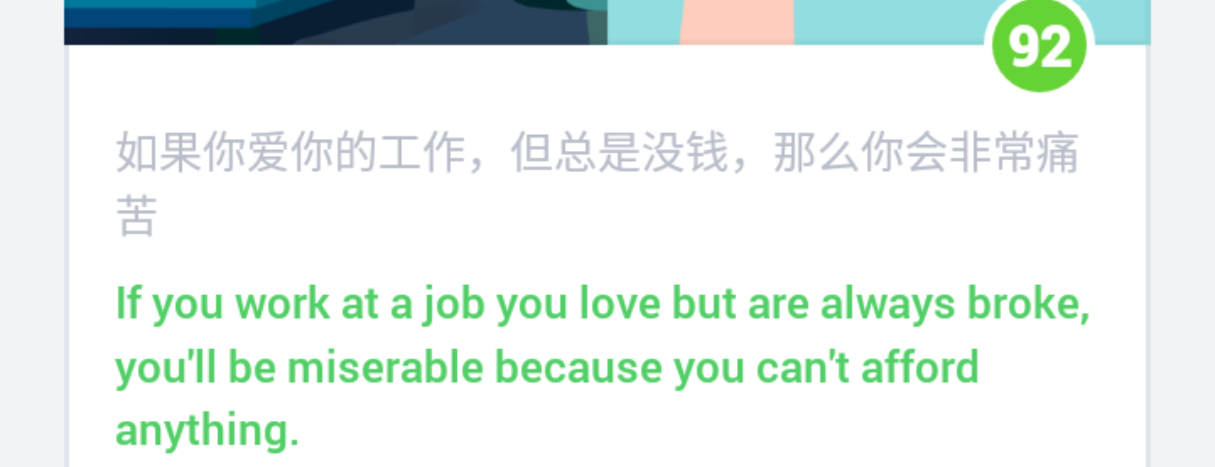 92
如果你爱你的工作，但总是没钱，那么你会非常痛
苦
If you work at a job you love but are always broke,
you'll be miserable because you can't afford
anything.